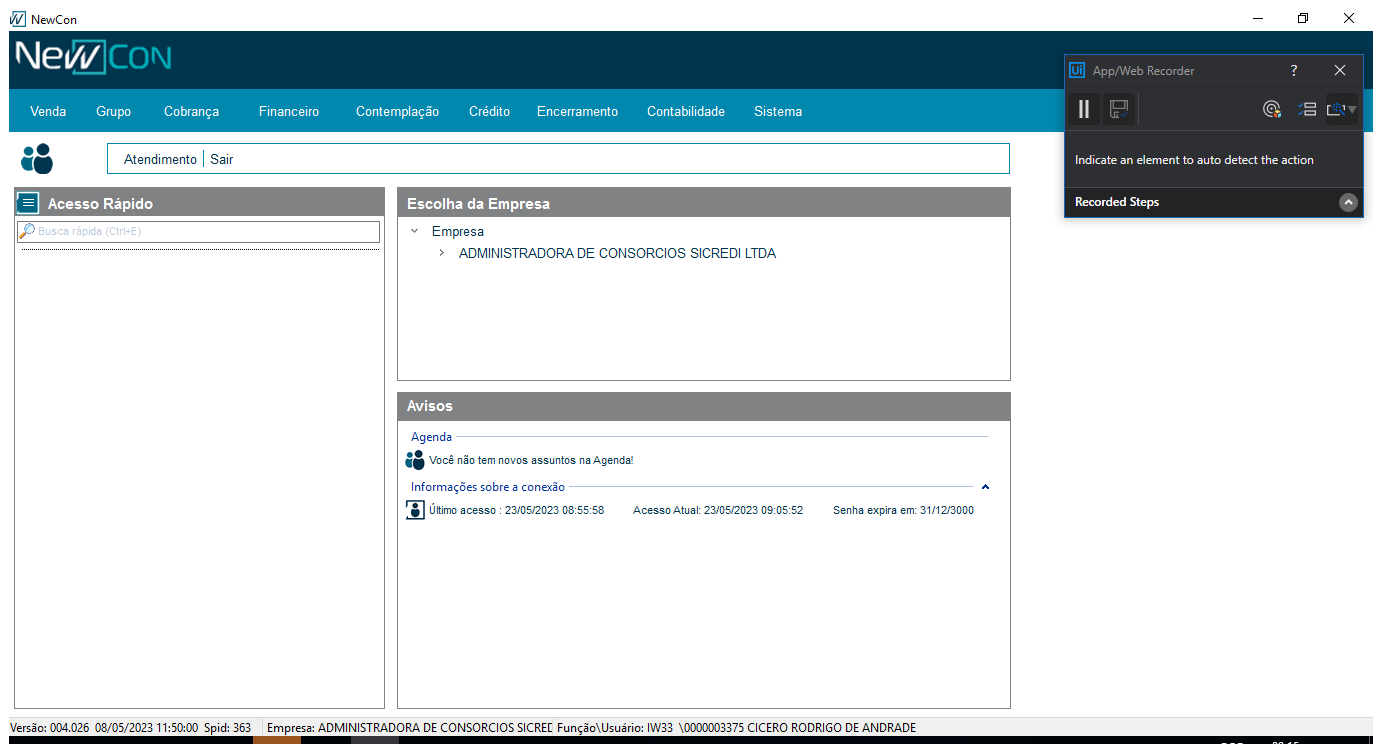 NewCon
NewCon
Venda Grupo Cobrança Financeiro Contemplação Crédito Encerramento Contabilidade Sistema
Atendimento Sair
Acesso Rápido
Busca rápida (Ctrl+E)
Escolha da Empresa
Empresa
ADMINISTRADORA DE CONSORCIOS SICREDI LTDA
Avisos
Agenda
Você não tem novos assuntos na Agenda!
Informações sobre a conexão
Último acesso : 23/05/2023 08:55:58 Acesso Atual: 23/05/2023 09:05:52 Senha expira em: 31/12/3000
Ui App/Web Recorder ?
Indicate an element to auto detect the action
Recorded Steps
Versão: 004.026 08/05/2023 11:50:00 Spid: 363 Empresa: ADMINISTRADORA DE CONSORCIOS SICREE Função\Usuário: IW33 \0000003375 CICERO RODRIGO DE ANDRADE